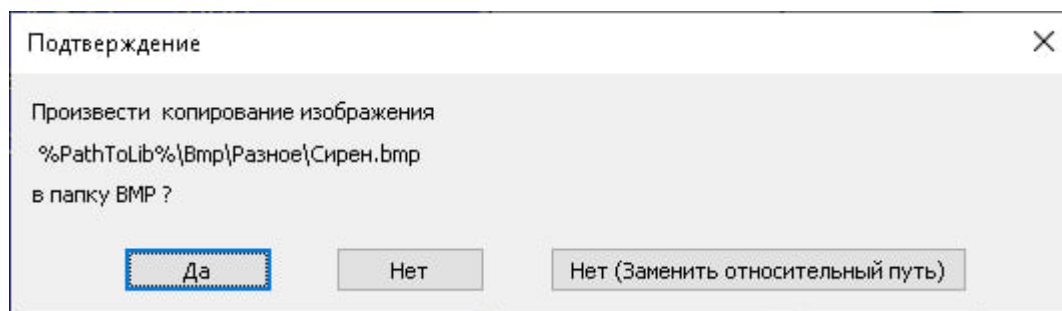 Подтверждение
Произвести копирование изображения
%PathToLib%\Bmp\Разное\Сирен.bmp
в папку BMP ?
Да
Нет
Нет (Заменить относительный путь)